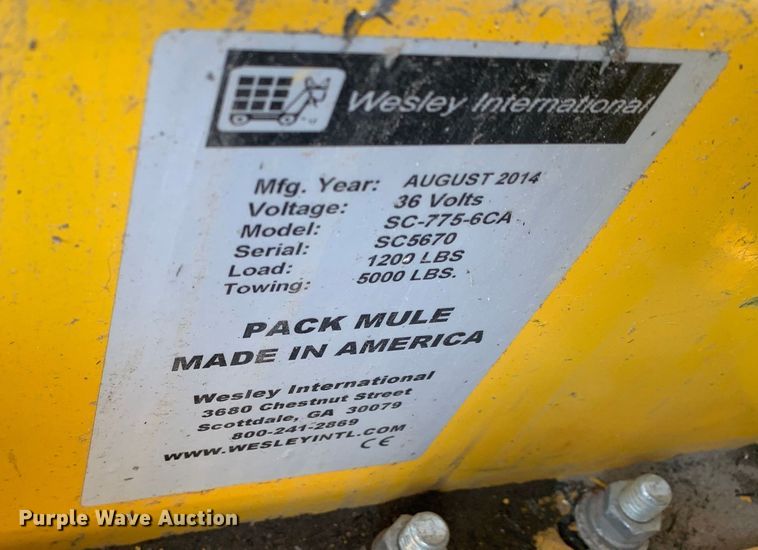 Wesley International
Mfg. Year: AUGUST 2014
Voltage: 36 Volts
Model: SC-775-6CA
Serial: SC5670
Load: 1200 LBS
Towing: 5000 LBS.
PACK MULE
MADE IN AMERICA
Wesley International
3680 Chestnut Street
Scottdale, GA 30079
800-241-2869
WWW.WESLEYINTL.COM
CE
Purple Wave Auction